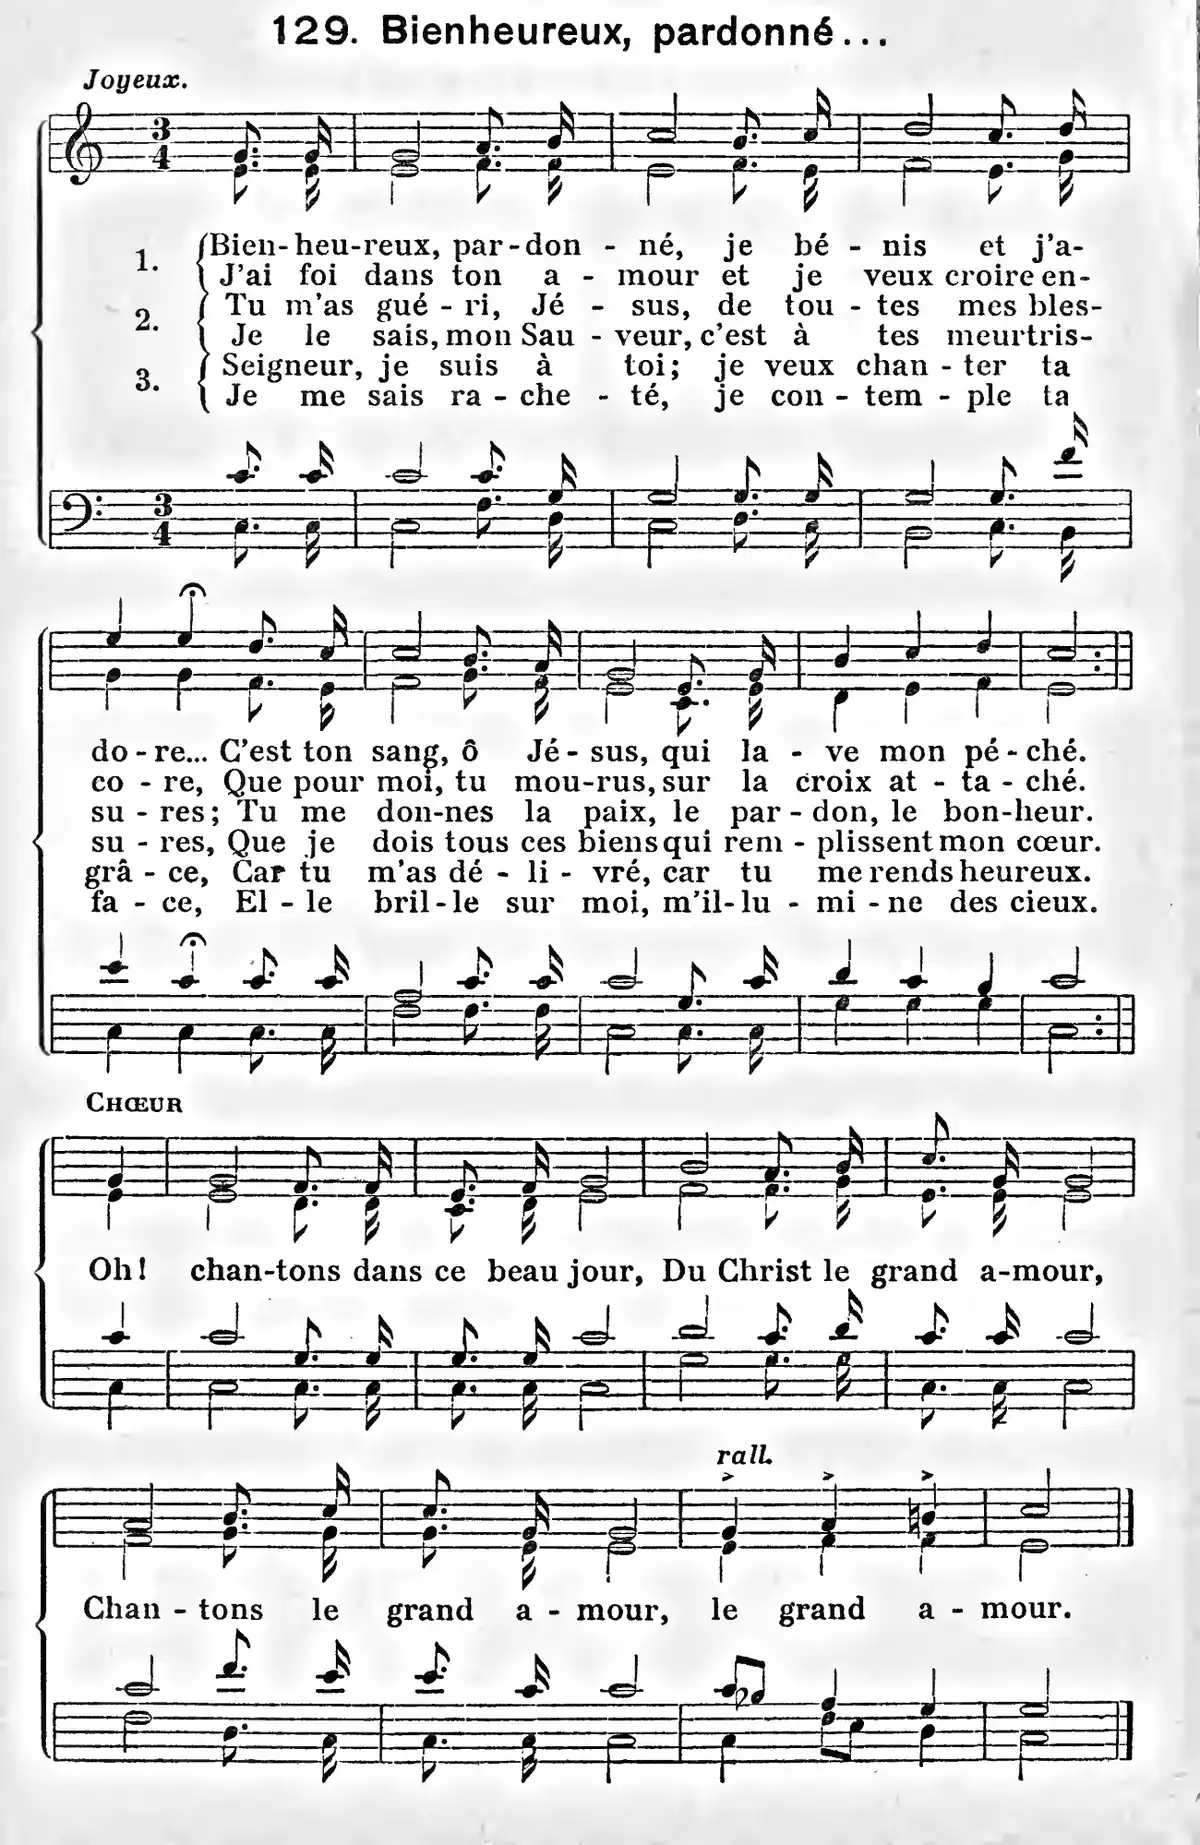 129. Bienheureux, pardonné...
Joyeux.
1. Bien-heu-reux, par-don - né, je bé - nis et j'a-
J'ai foi dans ton a - mour et je veux croire en-
2. Tu m'as gué - ri, Jé - sus, de tou - tes mes bles-
Je le sais, mon Sau - veur, c'est à tes meurtris-
3. Seigneur, je suis à toi; je veux chan - ter ta
Je me sais ra - che - té, je con - tem - ple ta
do - re... C'est ton sang, ô Jé - sus, qui la - ve mon pé - ché.
co - re, Que pour moi, tu mou-rus, sur la croix at - ta - ché.
su - res; Tu me don-nes la paix, le par - don, le bon-heur.
su - res, Que je dois tous ces biens qui rem - plissent mon cœur.
grâ - ce, Car tu m'as dé - li - vré, car tu me rends heureux.
fa - ce, El - le bril - le sur moi, m'il-lu - mi - ne des cieux.
CHŒUR
Oh! chan-tons dans ce beau jour, Du Christ le grand a-mour,
rall.
Chan - tons le grand a - mour, le grand a - mour.